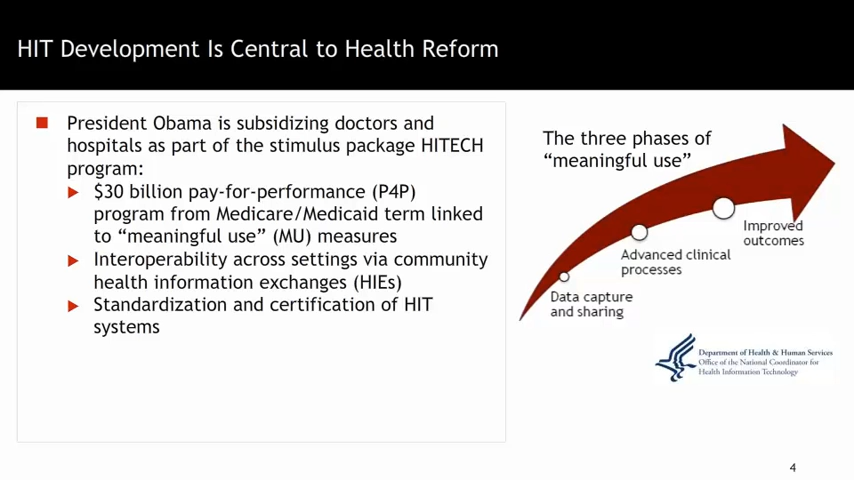 HIT Development Is Central to Health Reform
President Obama is subsidizing doctors and
hospitals as part of the stimulus package HITECH
program:
$30 billion pay-for-performance (P4P)
program from Medicare/Medicaid term linked
to “meaningful use” (MU) measures
Interoperability across settings via community
health information exchanges (HIEs)
Standardization and certification of HIT
systems
The three phases of
“meaningful use”
Improved
outcomes
Advanced clinical
processes
Data capture
and sharing
Department of Health & Human Services
Office of the National Coordinator for
Health Information Technology
4